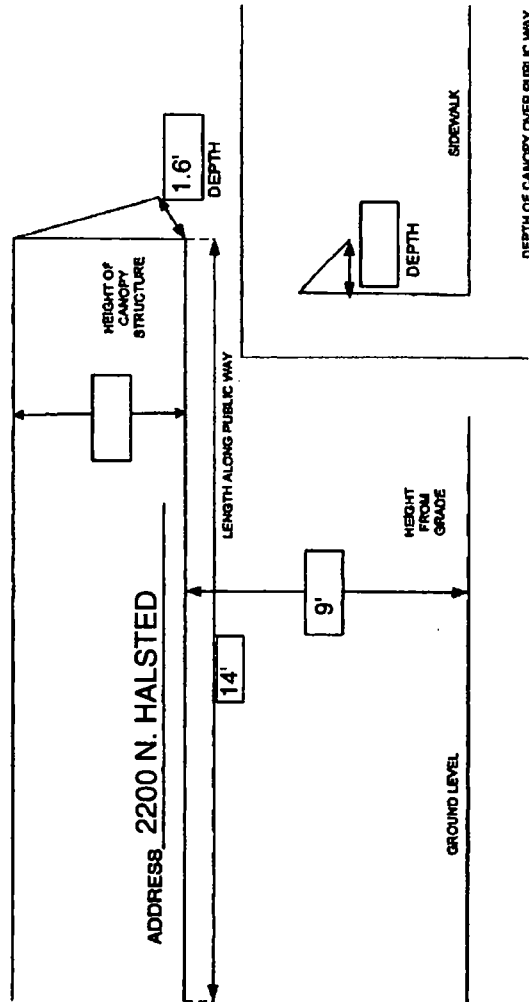 ADDRESS 2200 N. HALSTED
HEIGHT OF
CANOPY
STRUCTURE
1.6'
DEPTH
LENGTH ALONG PUBLIC WAY
14'
9'
HEIGHT
FROM
GRADE
GROUND LEVEL
DEPTH
SIDEWALK
DEPTH OF CANOPY OVER PUBLIC WAY